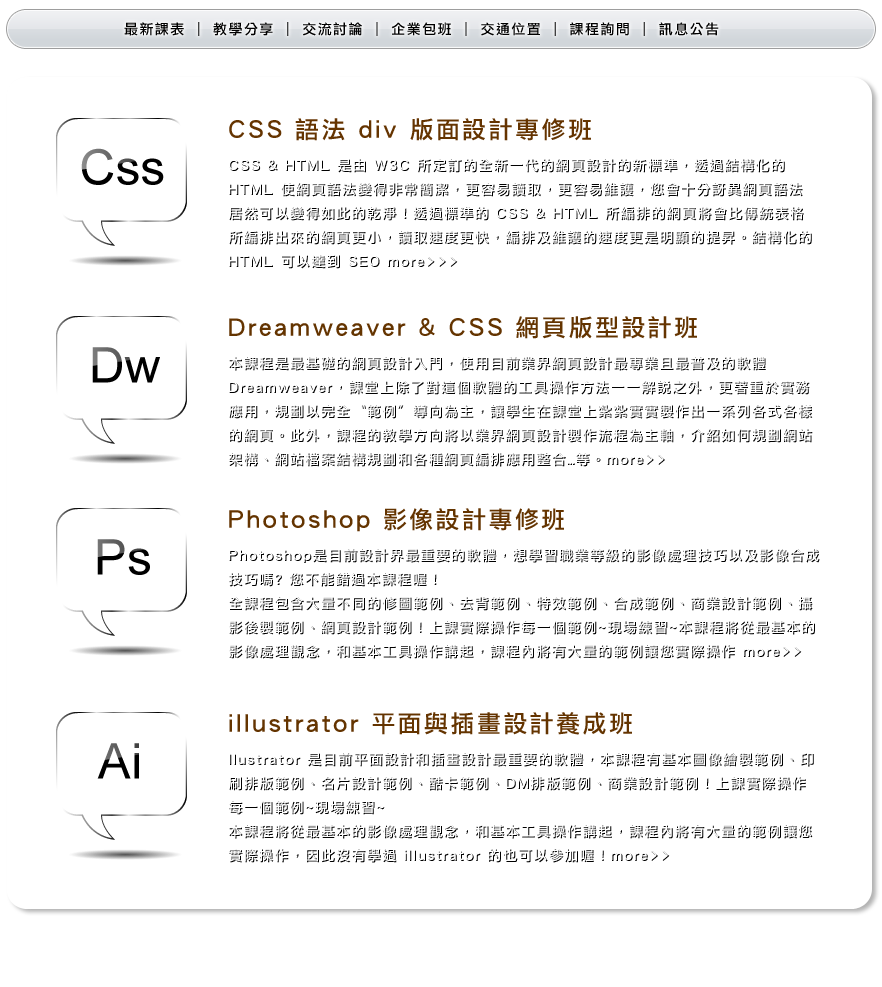 最新課表 | 教學分享 | 交流討論 | 企業包班 | 交通位置 | 課程詢問 | 訊息公告
Css
CSS 語法 div 版面設計專修班
CSS & HTML 是由 W3C 所定訂的全新一代的網頁設計的新標準，透過結構化的
HTML 使網頁語法變得非常簡潔，更容易讀取，更容易維護，您會十分訝異網頁語法
居然可以變得如此的乾淨！透過標準的 CSS & HTML 所編排的網頁將會比傳統表格
所編排出來的網頁更小，讀取速度更快，編排及維護的速度更是明顯的提昇。結構化的
HTML 可以達到 SEO more>>>
Dw
Dreamweaver & CSS 網頁版型設計班
本課程是最基礎的網頁設計入門，使用目前業界網頁設計最專業且最普及的軟體
Dreamweaver，課堂上除了對這個軟體的工具操作方法一一解說之外，更著重於實務
應用，規劃以完全〝範例〞導向為主，讓學生在課堂上紮紮實實製作出一系列各式各樣
的網頁。此外，課程的教學方向將以業界網頁設計製作流程為主軸，介紹如何規劃網站
架構、網站檔案結構規劃和各種網頁編排應用整合…等。more>>
Ps
Photoshop 影像設計專修班
Photoshop是目前設計界最重要的軟體，想學習職業等級的影像處理技巧以及影像合成
技巧嗎? 您不能錯過本課程喔！
全課程包含大量不同的修圖範例、去背範例、特效範例、合成範例、商業設計範例、攝
影後製範例、網頁設計範例！上課實際操作每一個範例~現場練習~本課程將從最基本的
影像處理觀念，和基本工具操作講起，課程內將有大量的範例讓您實際操作 more>>
Ai
illustrator 平面與插畫設計養成班
llustrator 是目前平面設計和插畫設計最重要的軟體，本課程有基本圖像繪製範例、印
刷排版範例、名片設計範例、酷卡範例、DM排版範例、商業設計範例！上課實際操作
每一個範例~現場練習~
本課程將從最基本的影像處理觀念，和基本工具操作講起，課程內將有大量的範例讓您
實際操作，因此沒有學過 illustrator 的也可以參加喔！more>>